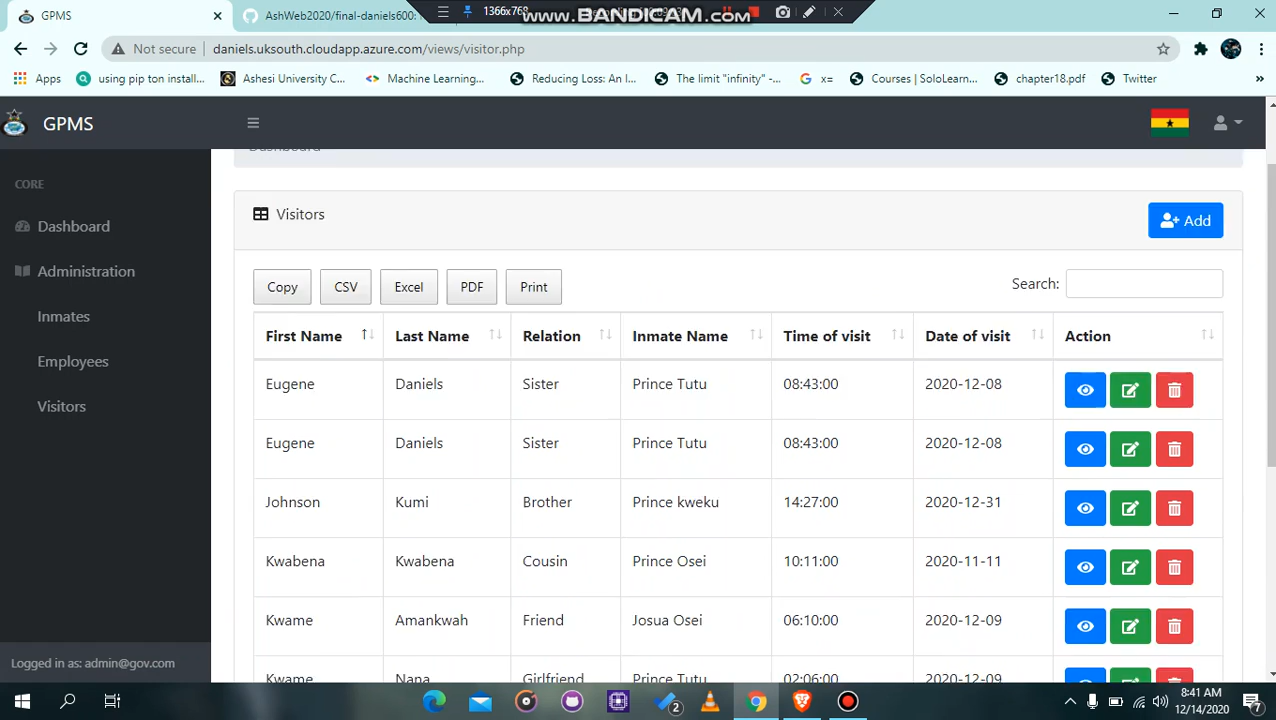 GPMS
AshWeb2020/final-daniels600:
1366x768
www.BANDICAM.com
Not secure
daniels.uksouth.cloudapp.azure.com/views/visitor.php
Apps
using pip ton install...
Ashesi University C...
Machine Learning...
Reducing Loss: An I...
The limit "infinity" -...
x=
Courses | SoloLearn...
chapter18.pdf
Twitter
»
GPMS
CORE
Dashboard
Administration
Inmates
Employees
Visitors
Logged in as: admin@gov.com
Dashboard
Visitors
Add
Copy CSV Excel PDF Print
Search:
First Name Last Name Relation Inmate Name Time of visit Date of visit Action
Eugene Daniels Sister Prince Tutu 08:43:00 2020-12-08
Eugene Daniels Sister Prince Tutu 08:43:00 2020-12-08
Johnson Kumi Brother Prince kweku 14:27:00 2020-12-31
Kwabena Kwabena Cousin Prince Osei 10:11:00 2020-11-11
Kwame Amankwah Friend Josua Osei 06:10:00 2020-12-09
Kwame Nana Girlfriend Prince Tutu 02:06:00 2020-12-09
2
8:41 AM
12/14/2020
7